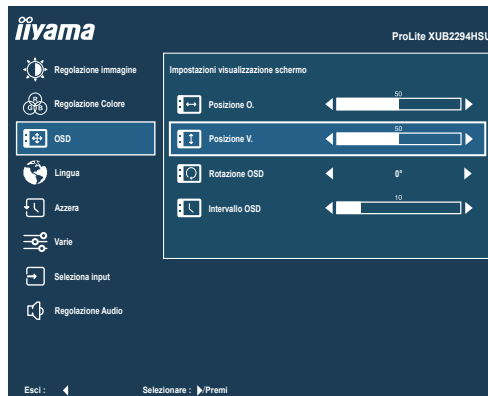 iiyama
ProLite XUB2294HSU
Regolazione immagine
Regolazione Colore
R
G B
OSD
Lingua
Azzera
Varie
Seleziona input
Regolazione Audio
Impostazioni visualizzazione schermo
Posizione O.
50
Posizione V.
50
Rotazione OSD
0°
Intervallo OSD
10
Esci :
Selezionare : /Premi